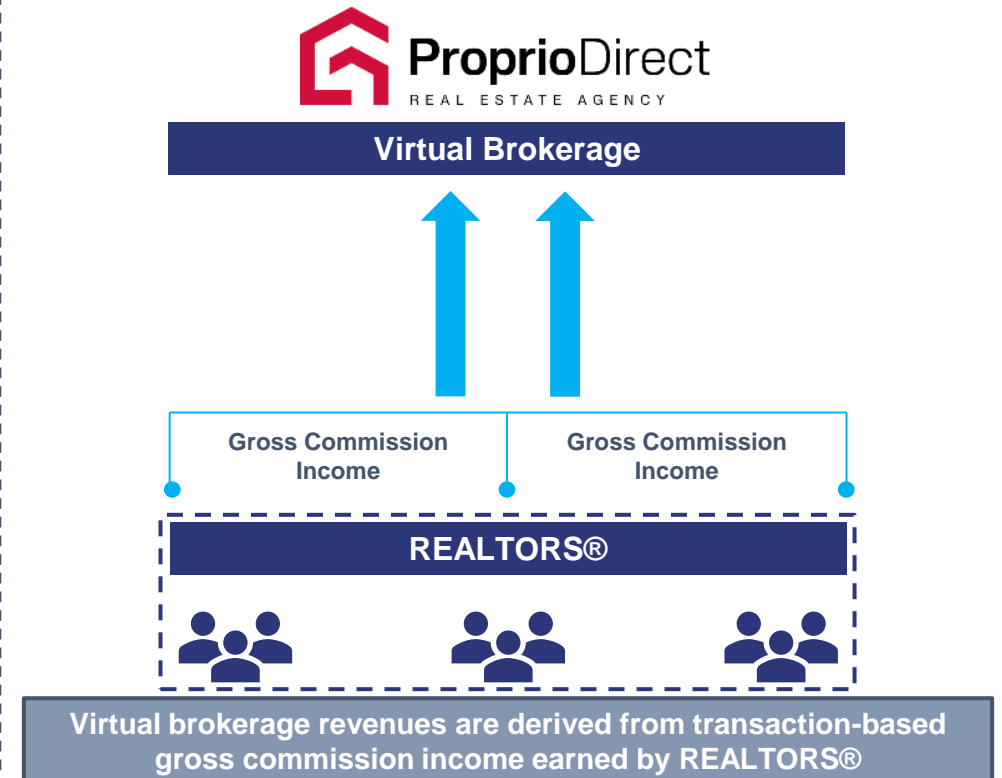 ProprioDirect
REAL ESTATE AGENCY
Virtual Brokerage
Gross Commission
Income
Gross Commission
Income
REALTORS®
Virtual brokerage revenues are derived from transaction-based
gross commission income earned by REALTORS®